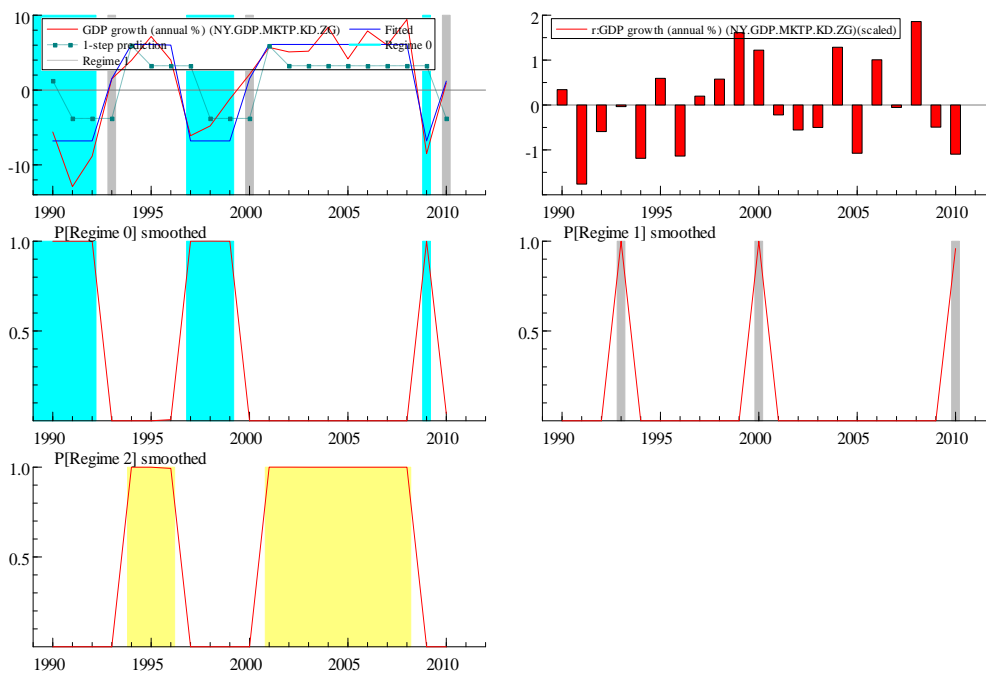 GDP growth (annual %) (NY.GDP.MKTP.KD.ZG) Fitted
1-step prediction Regime 0
Regime 1
10
0
-10
1990 1995 2000 2005 2010
r:GDP growth (annual %) (NY.GDP.MKTP.KD.ZG)(scaled)
2
1
0
-1
1990 1995 2000 2005 2010
P[Regime 0] smoothed
1.0
0.5
1990 1995 2000 2005 2010
P[Regime 1] smoothed
1.0
0.5
1990 1995 2000 2005 2010
P[Regime 2] smoothed
1.0
0.5
1990 1995 2000 2005 2010